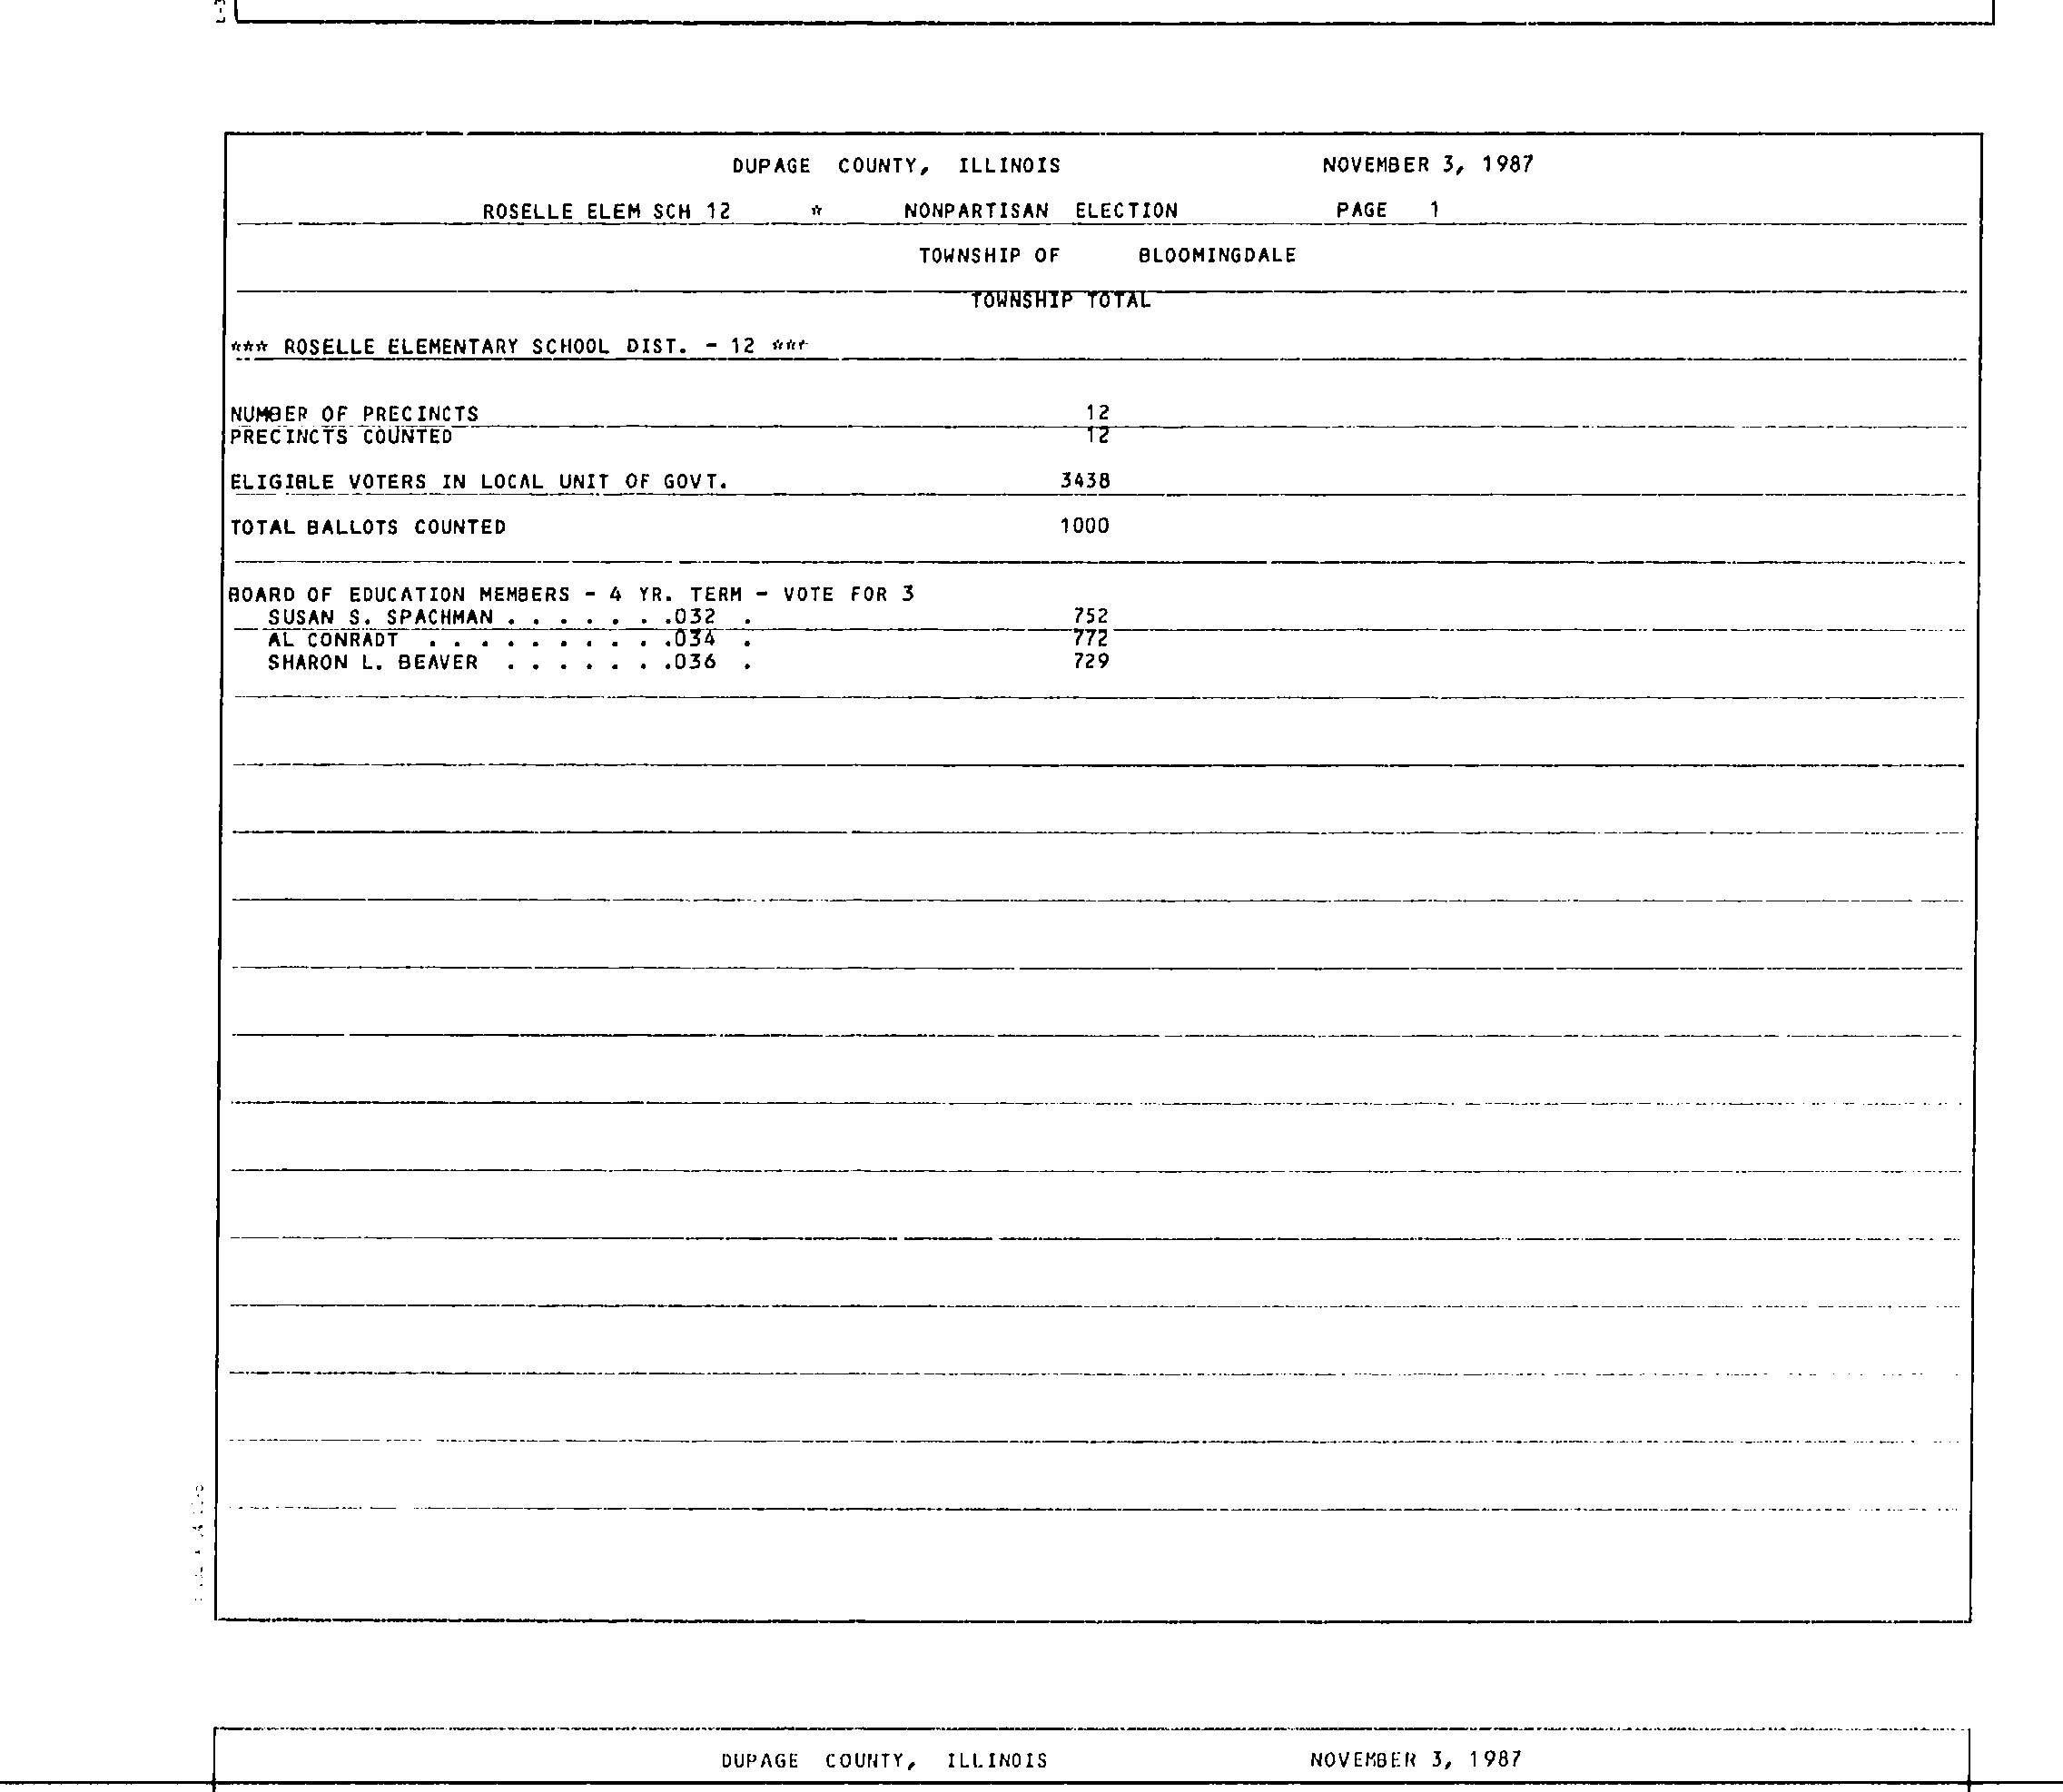 DUPAGE COUNTY, ILLINOIS NOVEMBER 3, 1987
ROSELLE ELEM SCH 12 * NONPARTISAN ELECTION PAGE 1
TOWNSHIP OF BLOOMINGDALE
TOWNSHIP TOTAL
*** ROSELLE ELEMENTARY SCHOOL DIST. - 12 ***
NUMBER OF PRECINCTS 12
PRECINCTS COUNTED 12
ELIGIBLE VOTERS IN LOCAL UNIT OF GOVT. 3438
TOTAL BALLOTS COUNTED 1000
BOARD OF EDUCATION MEMBERS - 4 YR. TERM - VOTE FOR 3
SUSAN S. SPACHMAN . . . . . . .032 . 752
AL CONRADT . . . . . . . . . .034 . 772
SHARON L. BEAVER . . . . . . .036 . 729
DUPAGE COUNTY, ILLINOIS NOVEMBER 3, 1987